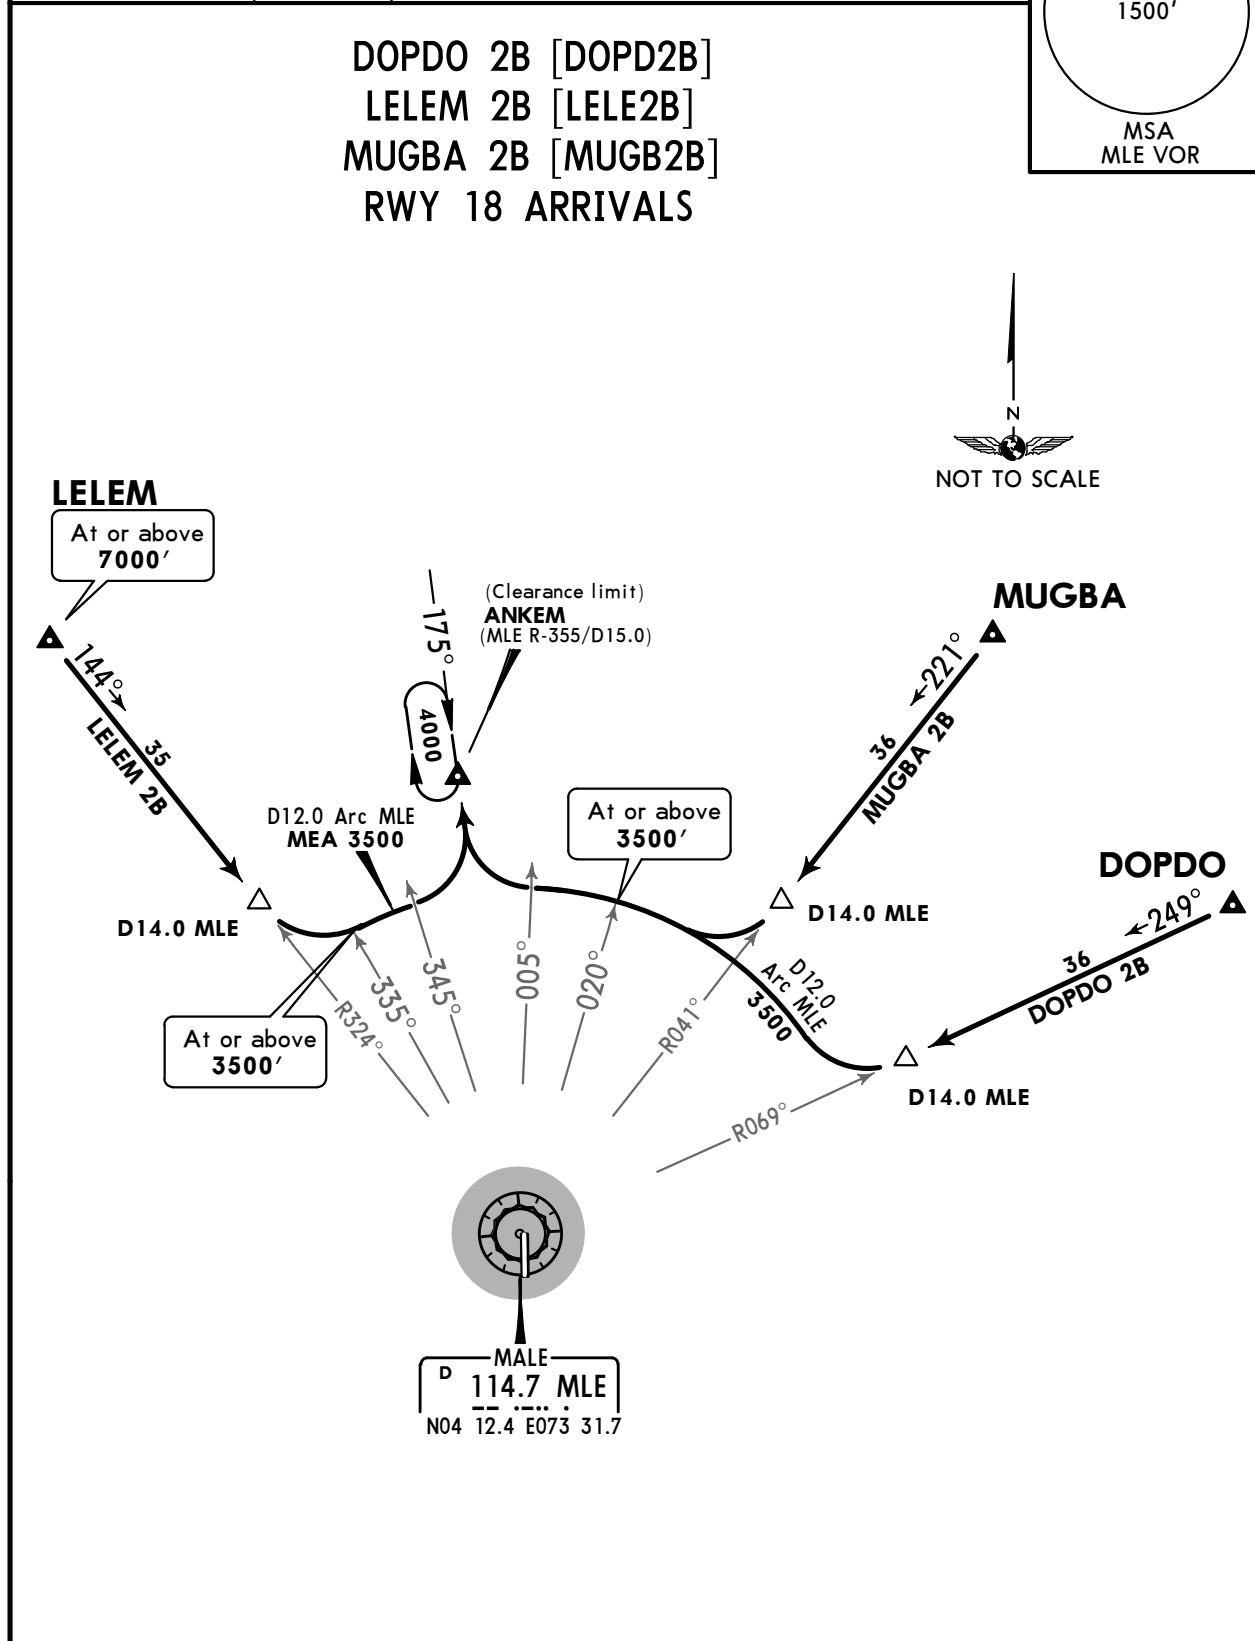 1500′
MSA
MLE VOR
DOPDO 2B [DOPD2B]
LELEM 2B [LELE2B]
MUGBA 2B [MUGB2B]
RWY 18 ARRIVALS
N
NOT TO SCALE
LELEM
At or above
7000′
144°
35
LELEM 2B
D14.0 MLE
175°
4000
(Clearance limit)
ANKEM
(MLE R-355/D15.0)
D12.0 Arc MLE
MEA 3500
At or above
3500′
MUGBA
221°
36
MUGBA 2B
D14.0 MLE
DOPDO
249°
36
DOPDO 2B
D14.0 MLE
D12.0
Arc MLE
3500
At or above
3500′
R324°
335°
345°
005°
020°
R041°
R069°
MALE
D
114.7 MLE
N04 12.4 E073 31.7